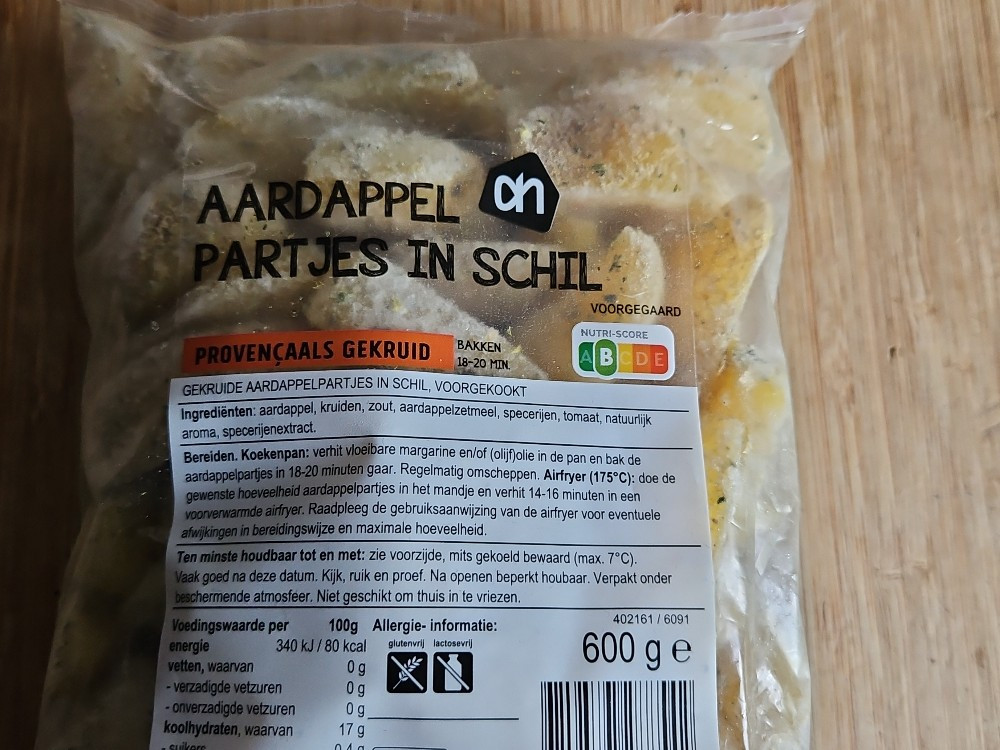 AARDAPPEL ah
PARTJES IN SCHIL
VOORGEGAARD
PROVENÇAALS GEKRUID
BAKKEN
18-20 MIN.
NUTRI-SCORE
A B C D E
GEKRUIDE AARDAPPELPARTJES IN SCHIL, VOORGEKOOKT
Ingrediënten: aardappel, kruiden, zout, aardappelzetmeel, specerijen, tomaat, natuurlijk
aroma, specerijenextract.
Bereiden. Koekenpan: verhit vloeibare margarine en/of (olijf)olie in de pan en bak de
aardappelpartjes in 18-20 minuten gaar. Regelmatig omscheppen. Airfryer (175°C): doe de
gewenste hoeveelheid aardappelpartjes in het mandje en verhit 14-16 minuten in een
voorverwarmde airfryer. Raadpleeg de gebruiksaanwijzing van de airfryer voor eventuele
afwijkingen in bereidingswijze en maximale hoeveelheid.
Ten minste houdbaar tot en met: zie voorzijde, mits gekoeld bewaard (max. 7°C).
Vaak goed na deze datum. Kijk, ruik en proef. Na openen beperkt houbaar. Verpakt onder
beschermende atmosfeer. Niet geschikt om thuis in te vriezen.
Voedingswaarde per 100g
energie 340 kJ / 80 kcal
vetten, waarvan 0 g
- verzadigde vetzuren 0 g
- onverzadigde vetzuren 0 g
koolhydraten, waarvan 17 g
- suikers 0,4 g
Allergie- informatie:
glutenvrij lactosevrij
402161 / 6091
600 g e